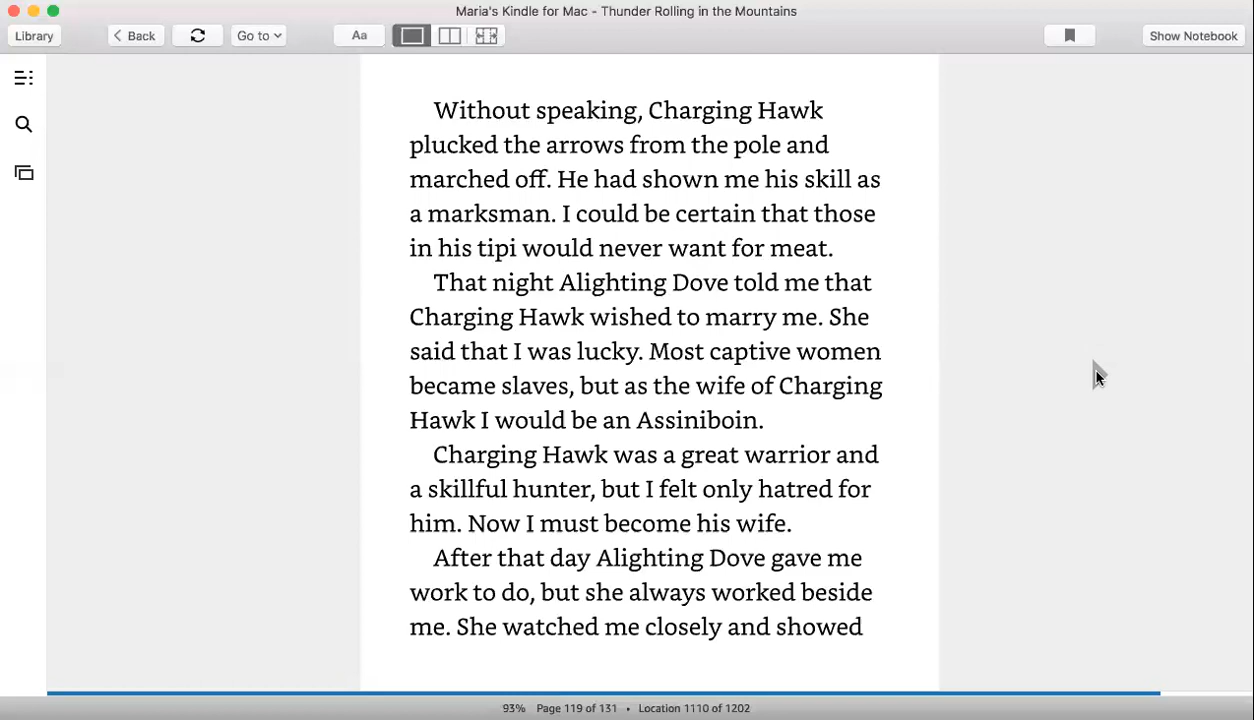 Maria's Kindle for Mac - Thunder Rolling in the Mountains
Library
Back
Go to
Aa
Show Notebook
Without speaking, Charging Hawk
plucked the arrows from the pole and
marched off. He had shown me his skill as
a marksman. I could be certain that those
in his tipi would never want for meat.
That night Alighting Dove told me that
Charging Hawk wished to marry me. She
said that I was lucky. Most captive women
became slaves, but as the wife of Charging
Hawk I would be an Assiniboin.
Charging Hawk was a great warrior and
a skillful hunter, but I felt only hatred for
him. Now I must become his wife.
After that day Alighting Dove gave me
work to do, but she always worked beside
me. She watched me closely and showed
93% Page 119 of 131 • Location 1110 of 1202